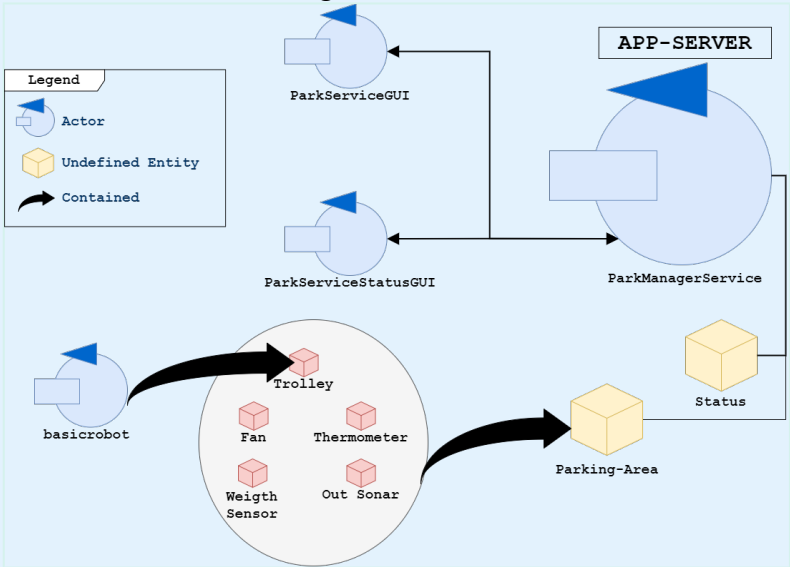 APP-SERVER
Legend
Actor
Undefined Entity
Contained
ParkServiceGUI
ParkServiceStatusGUI
ParkManagerService
Status
Trolley
basicrobot
Fan
Thermometer
Weigth
Sensor
Out Sonar
Parking-Area